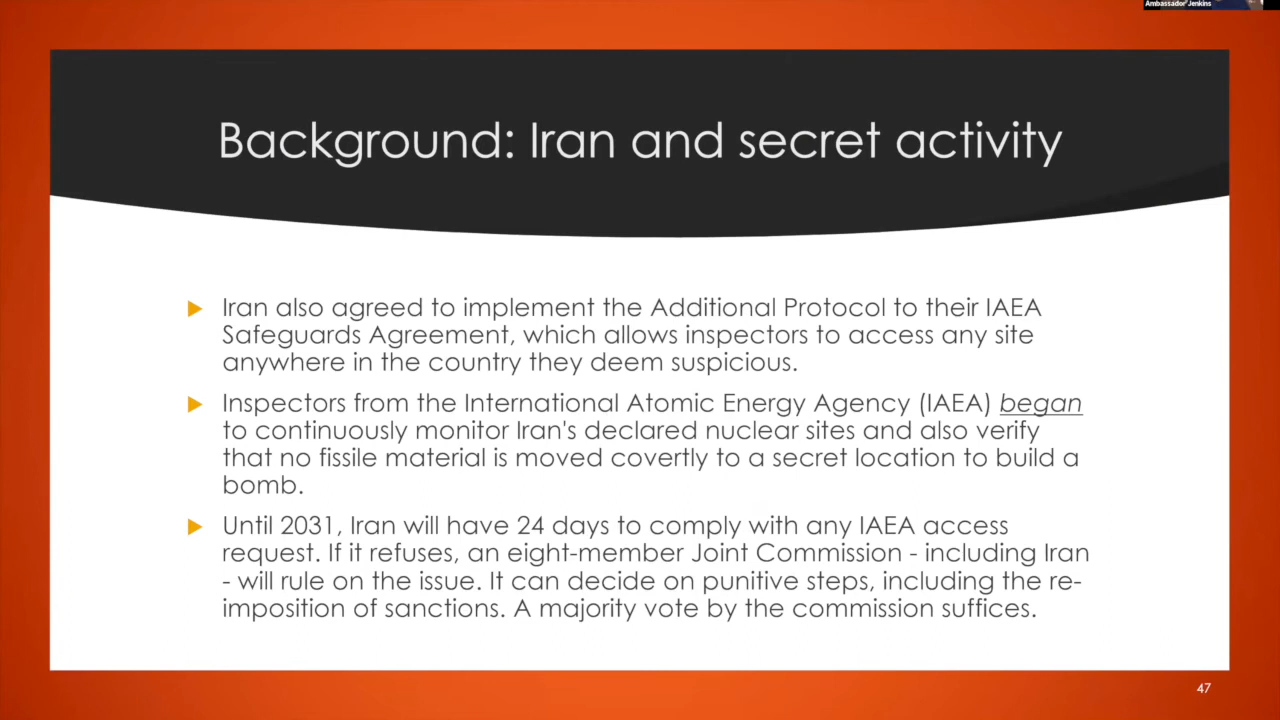 Ambassador Jenkins
Background: Iran and secret activity
Iran also agreed to implement the Additional Protocol to their IAEA
Safeguards Agreement, which allows inspectors to access any site
anywhere in the country they deem suspicious.
Inspectors from the International Atomic Energy Agency (IAEA) began
to continuously monitor Iran's declared nuclear sites and also verify
that no fissile material is moved covertly to a secret location to build a
bomb.
Until 2031, Iran will have 24 days to comply with any IAEA access
request. If it refuses, an eight-member Joint Commission - including Iran
- will rule on the issue. It can decide on punitive steps, including the re-
imposition of sanctions. A majority vote by the commission suffices.
47